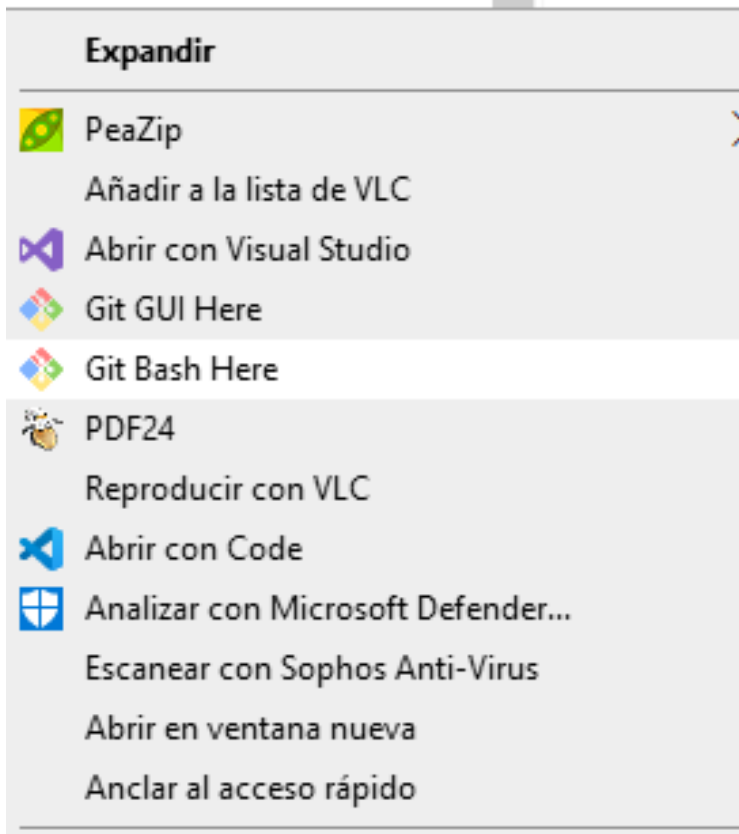 Expandir
PeaZip
Añadir a la lista de VLC
Abrir con Visual Studio
Git GUI Here
Git Bash Here
PDF24
Reproducir con VLC
Abrir con Code
Analizar con Microsoft Defender...
Escanear con Sophos Anti-Virus
Abrir en ventana nueva
Anclar al acceso rápido